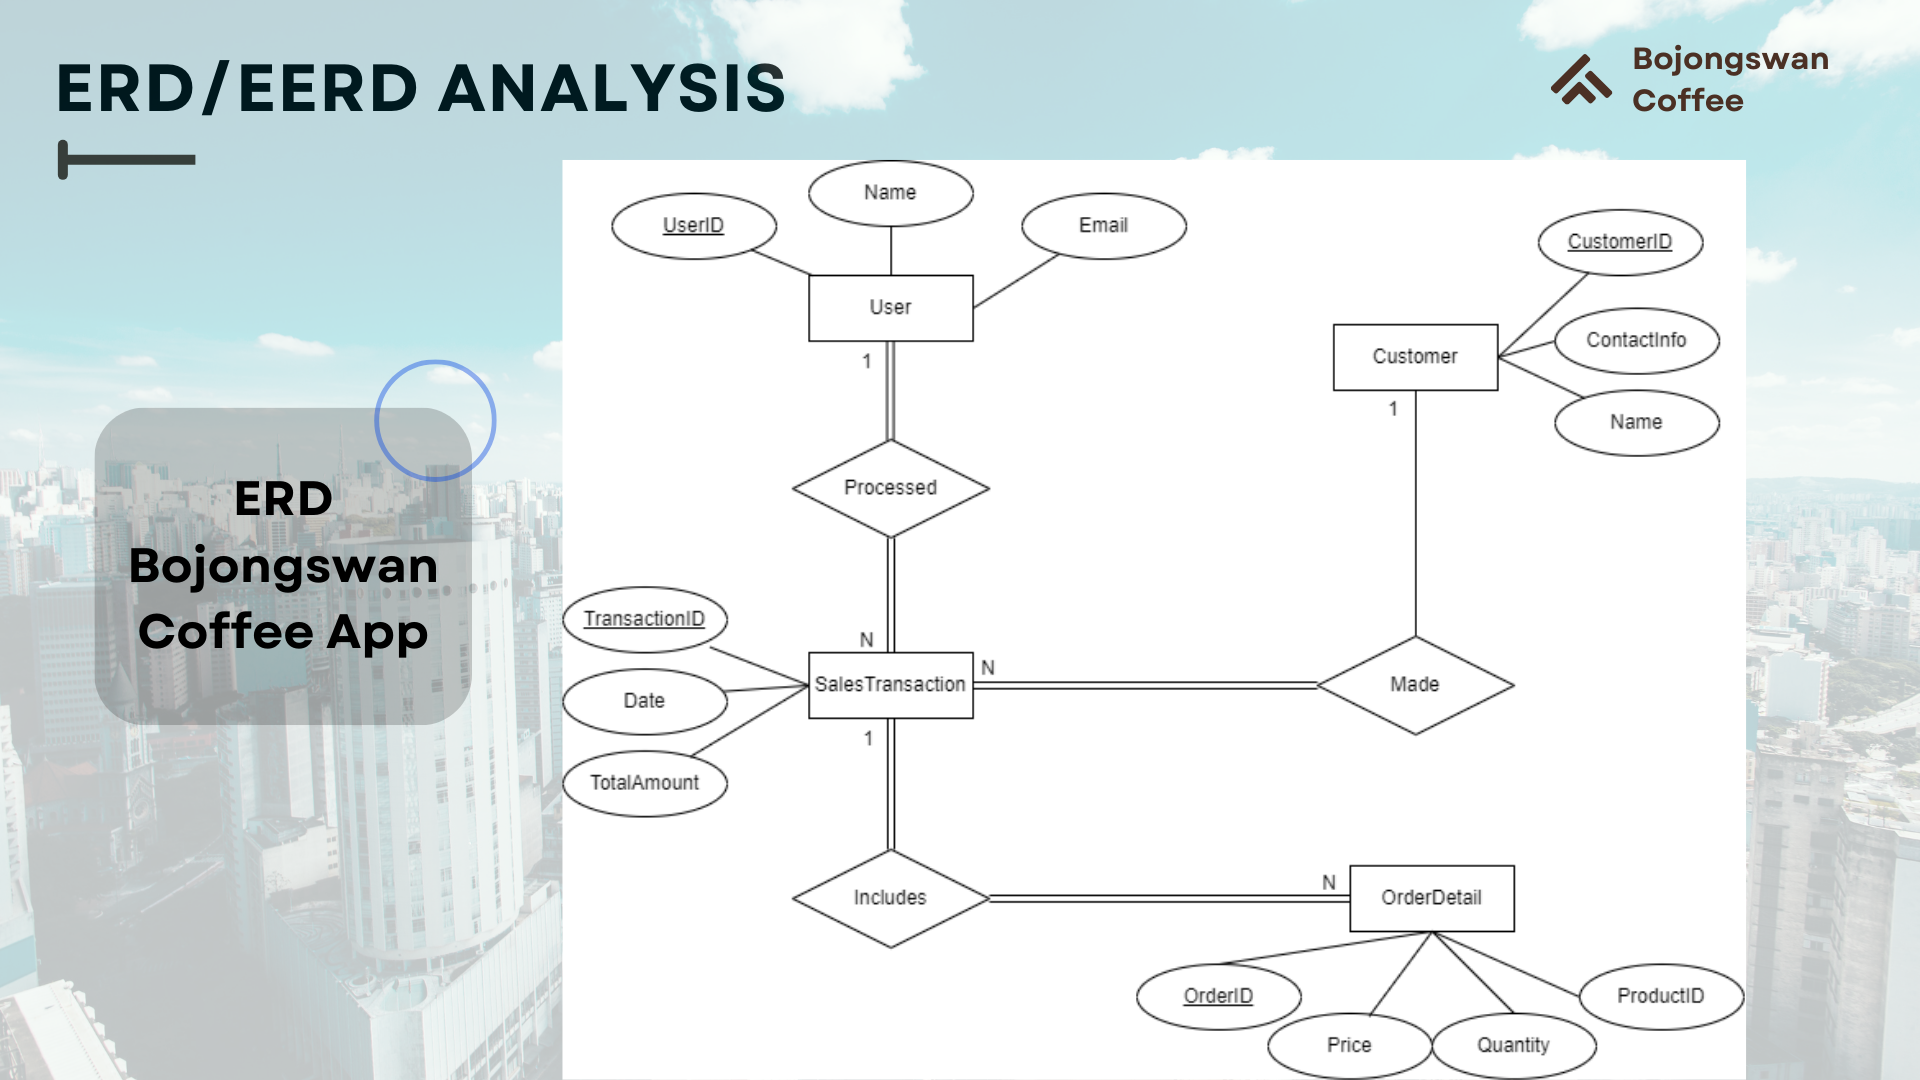 ERD/EERD ANALYSIS
Bojongswan
Coffee
ERD
Bojongswan
Coffee App
Name
UserID
Email
User
1
CustomerID
ContactInfo
Customer
Name
1
Processed
TransactionID
N
N
SalesTransaction
Made
Date
1
TotalAmount
N
Includes
OrderDetail
OrderID
ProductID
Price
Quantity